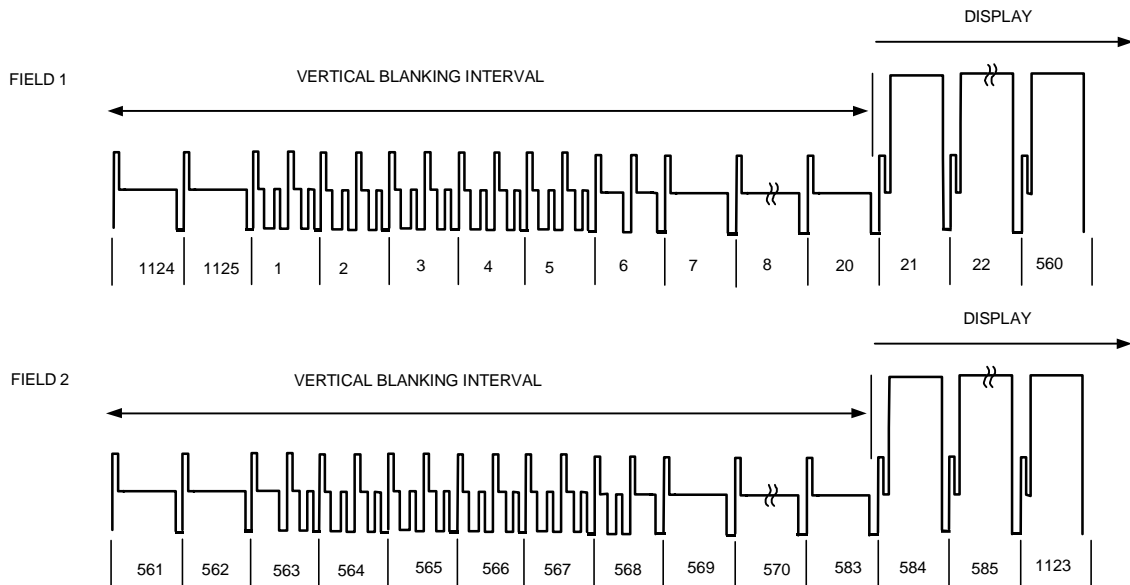 DISPLAY
FIELD 1
VERTICAL BLANKING INTERVAL
1124 1125 1 2 3 4 5 6 7 8 20 21 22 560
DISPLAY
FIELD 2
VERTICAL BLANKING INTERVAL
561 562 563 564 565 566 567 568 569 570 583 584 585 1123